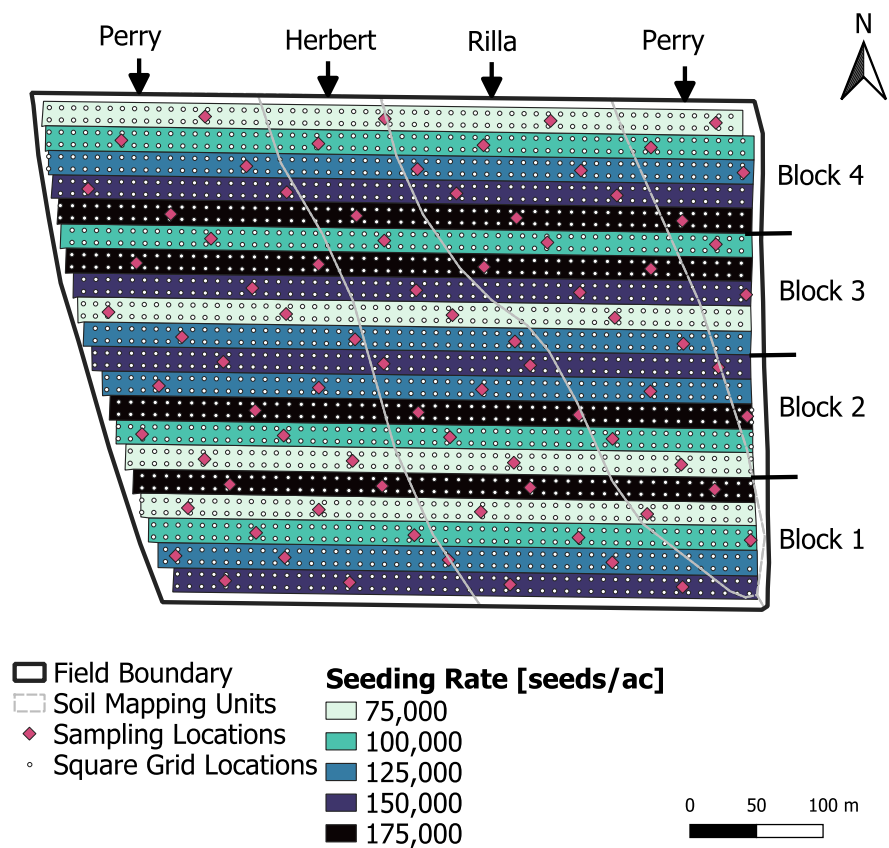 N
Perry
Herbert
Rilla
Perry
Block 4
Block 3
Block 2
Block 1
Field Boundary
Soil Mapping Units
Sampling Locations
Square Grid Locations
Seeding Rate [seeds/ac]
75,000
100,000
125,000
150,000
175,000
0 50 100 m